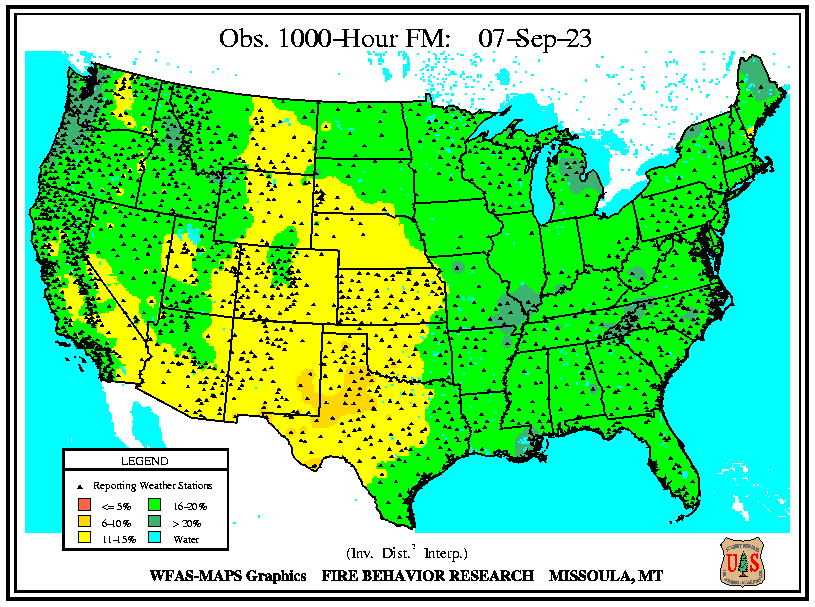 Obs. 1000-Hour FM: 07-Sep-23
LEGEND
Reporting Weather Stations
<= 5%
16-20%
6-10%
> 20%
11-15%
Water
(Inv. Dist.² Interp.)
WFAS-MAPS Graphics FIRE BEHAVIOR RESEARCH MISSOULA, MT
U S